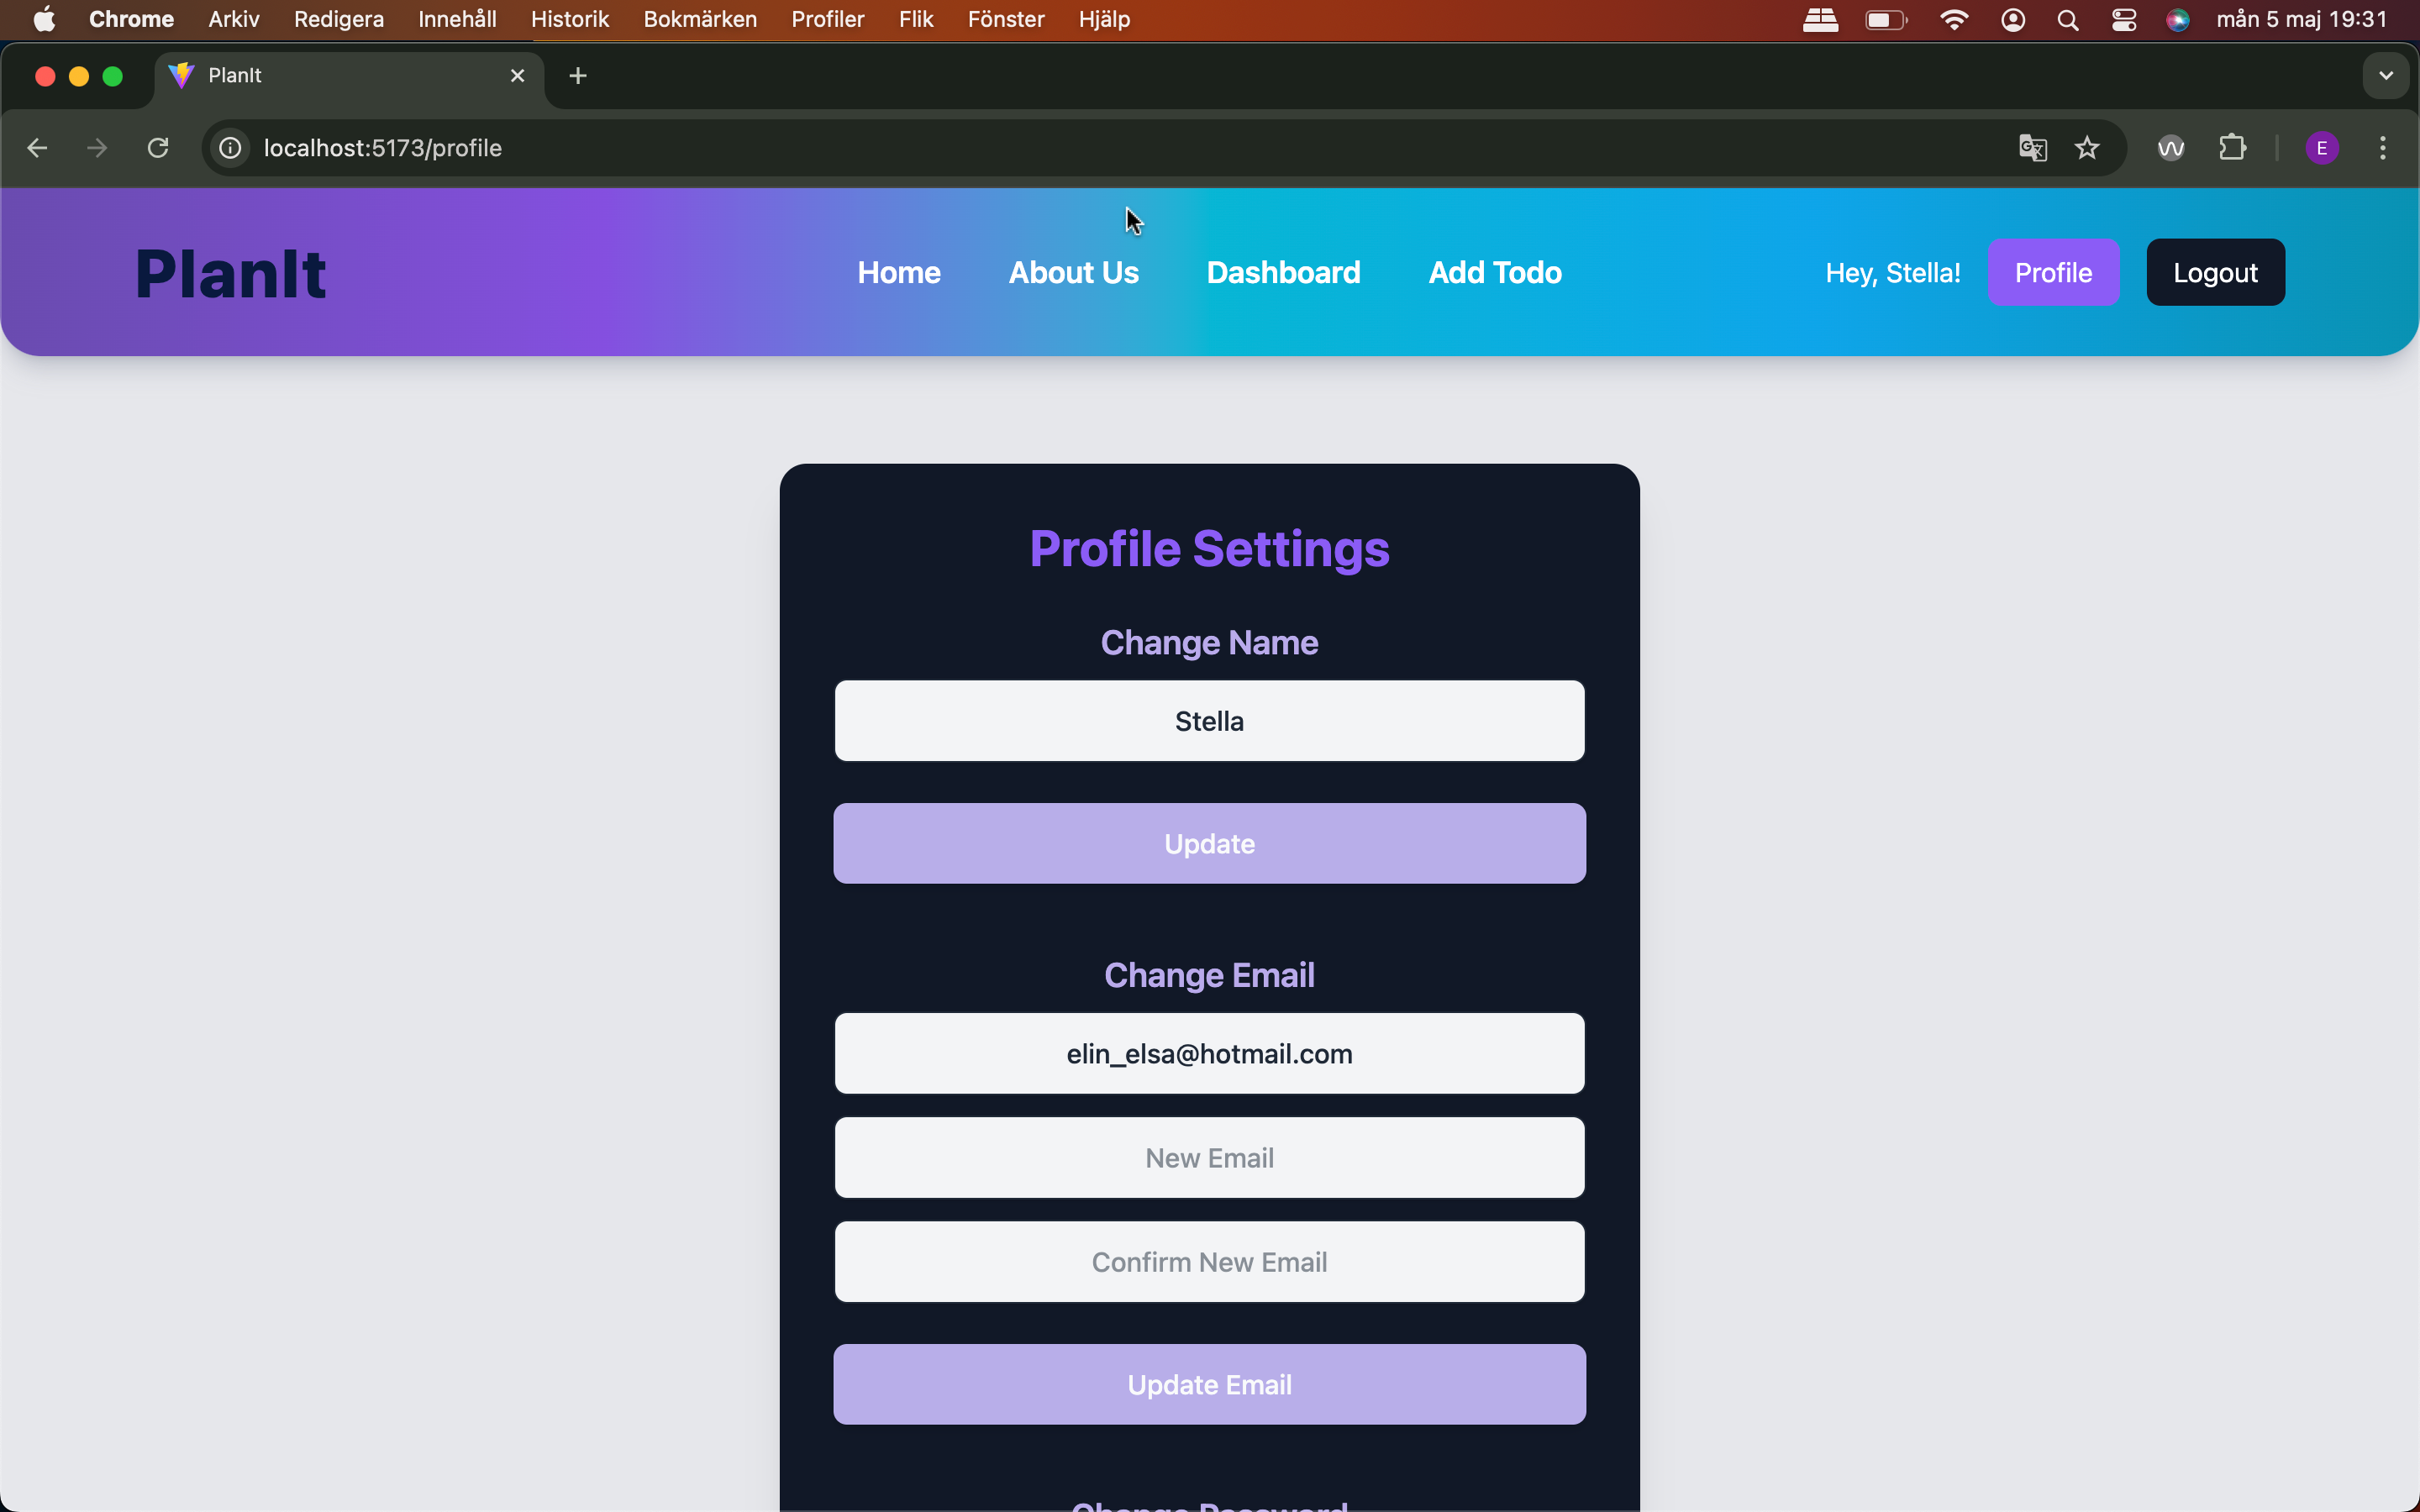 Chrome Arkiv Redigera Innehåll Historik Bokmärken Profiler Flik Fönster Hjälp mån 5 maj 19:31
PlanIt
localhost:5173/profile E
PlanIt Home About Us Dashboard Add Todo Hey, Stella! Profile Logout
Profile Settings
Change Name
Stella
Update
Change Email
elin_elsa@hotmail.com
New Email
Confirm New Email
Update Email
Change Password